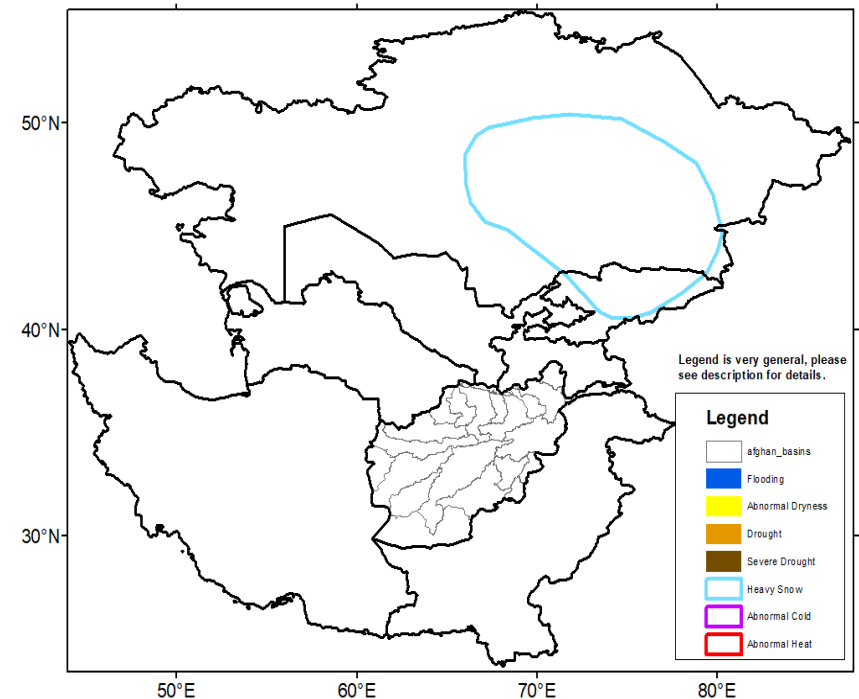 50°N
40°N
Legend is very general, please
see description for details.
Legend
afghan_basins
Flooding
Abnormal Dryness
30°N
Drought
Severe Drought
Heavy Snow
Abnormal Cold
Abnormal Heat
50°E 60°E 70°E 80°E